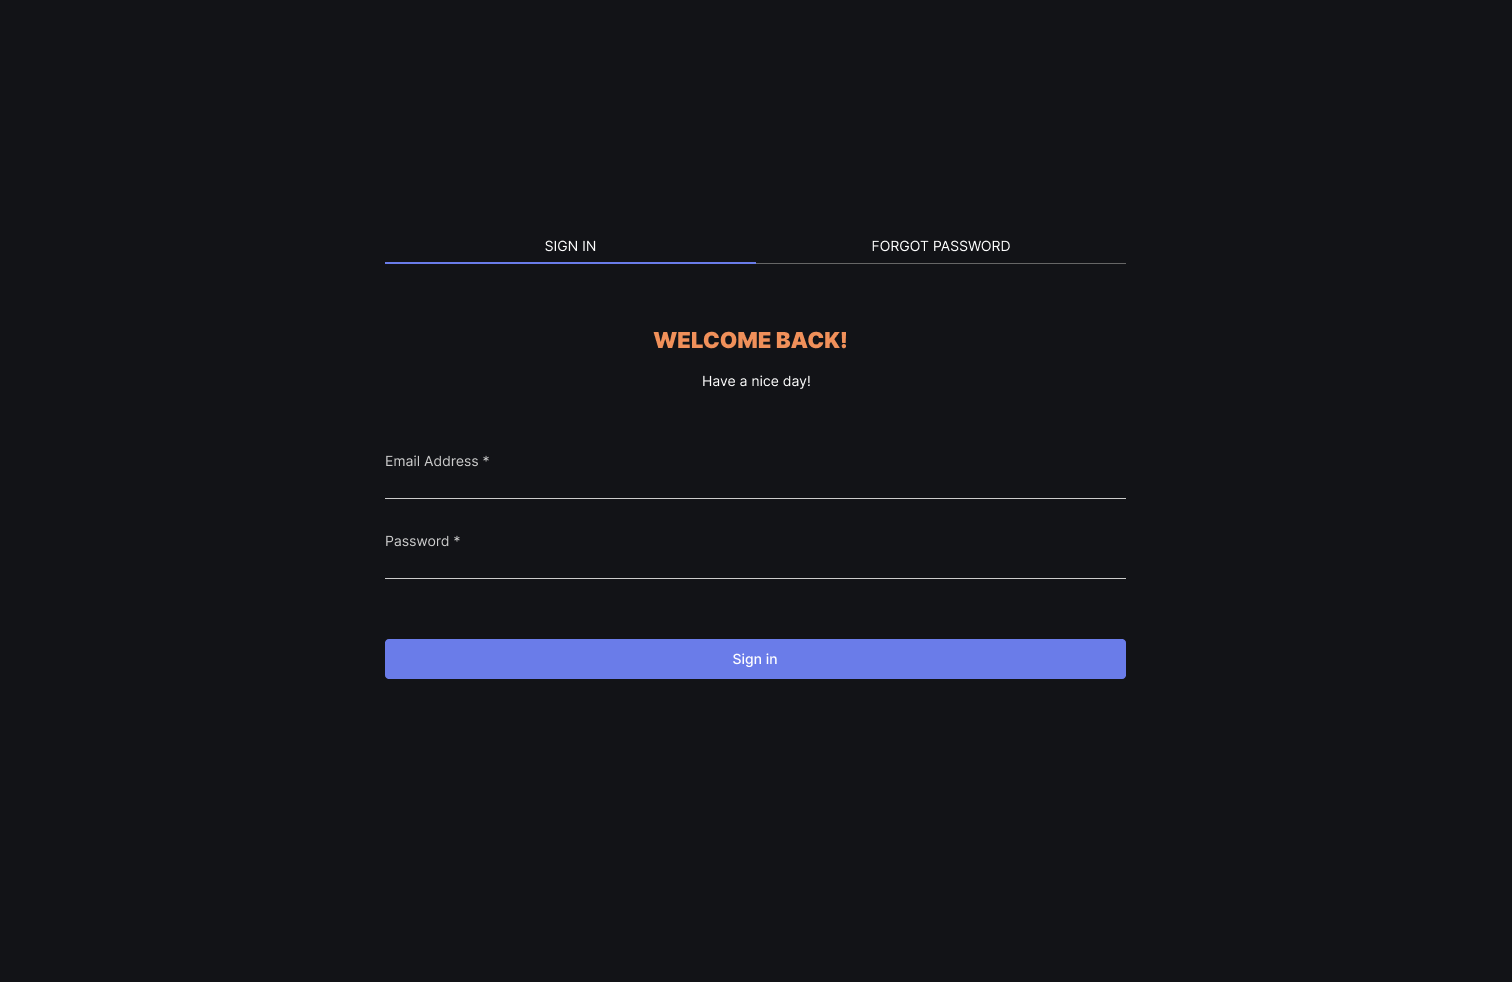 SIGN IN
FORGOT PASSWORD
WELCOME BACK!
Have a nice day!
Email Address *
Password *
Sign in